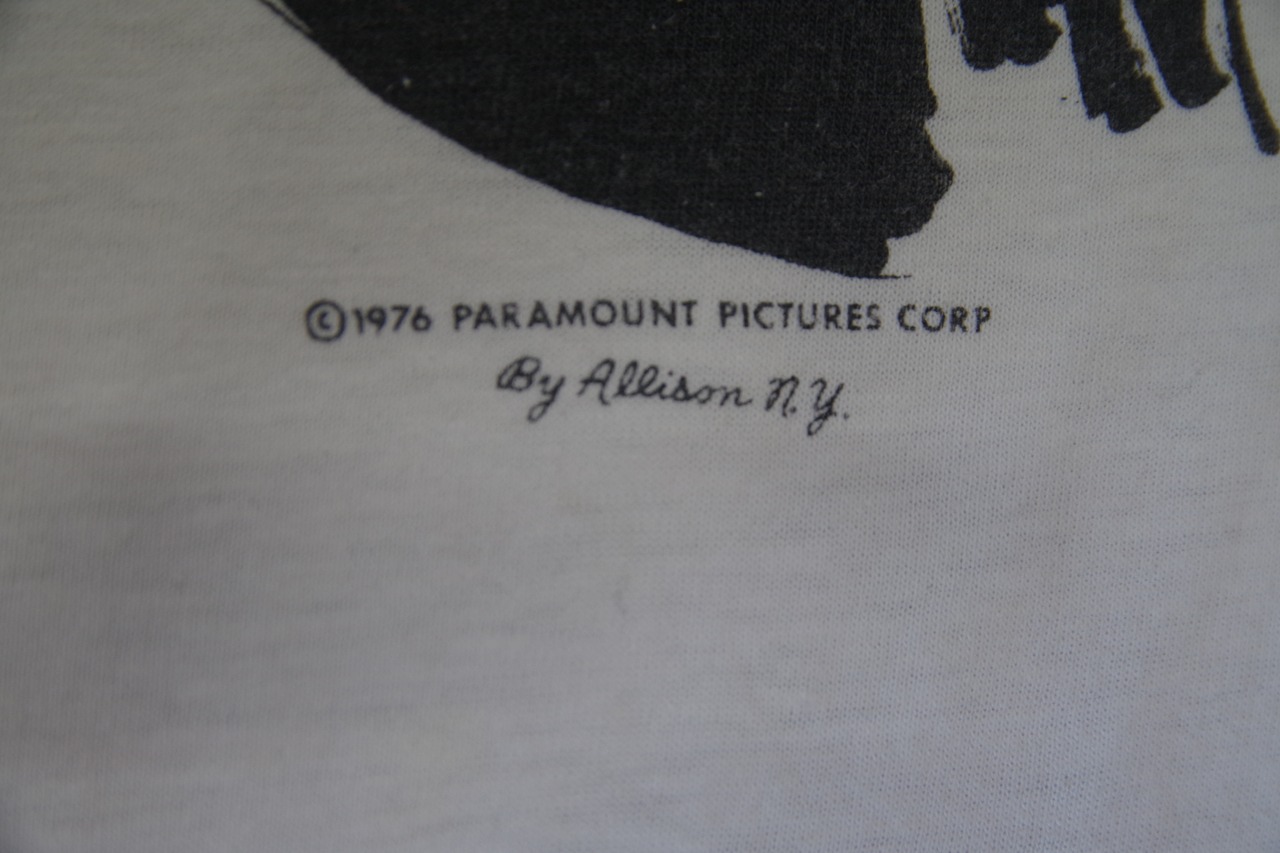 ©1976 PARAMOUNT PICTURES CORP
By Allison N.Y.